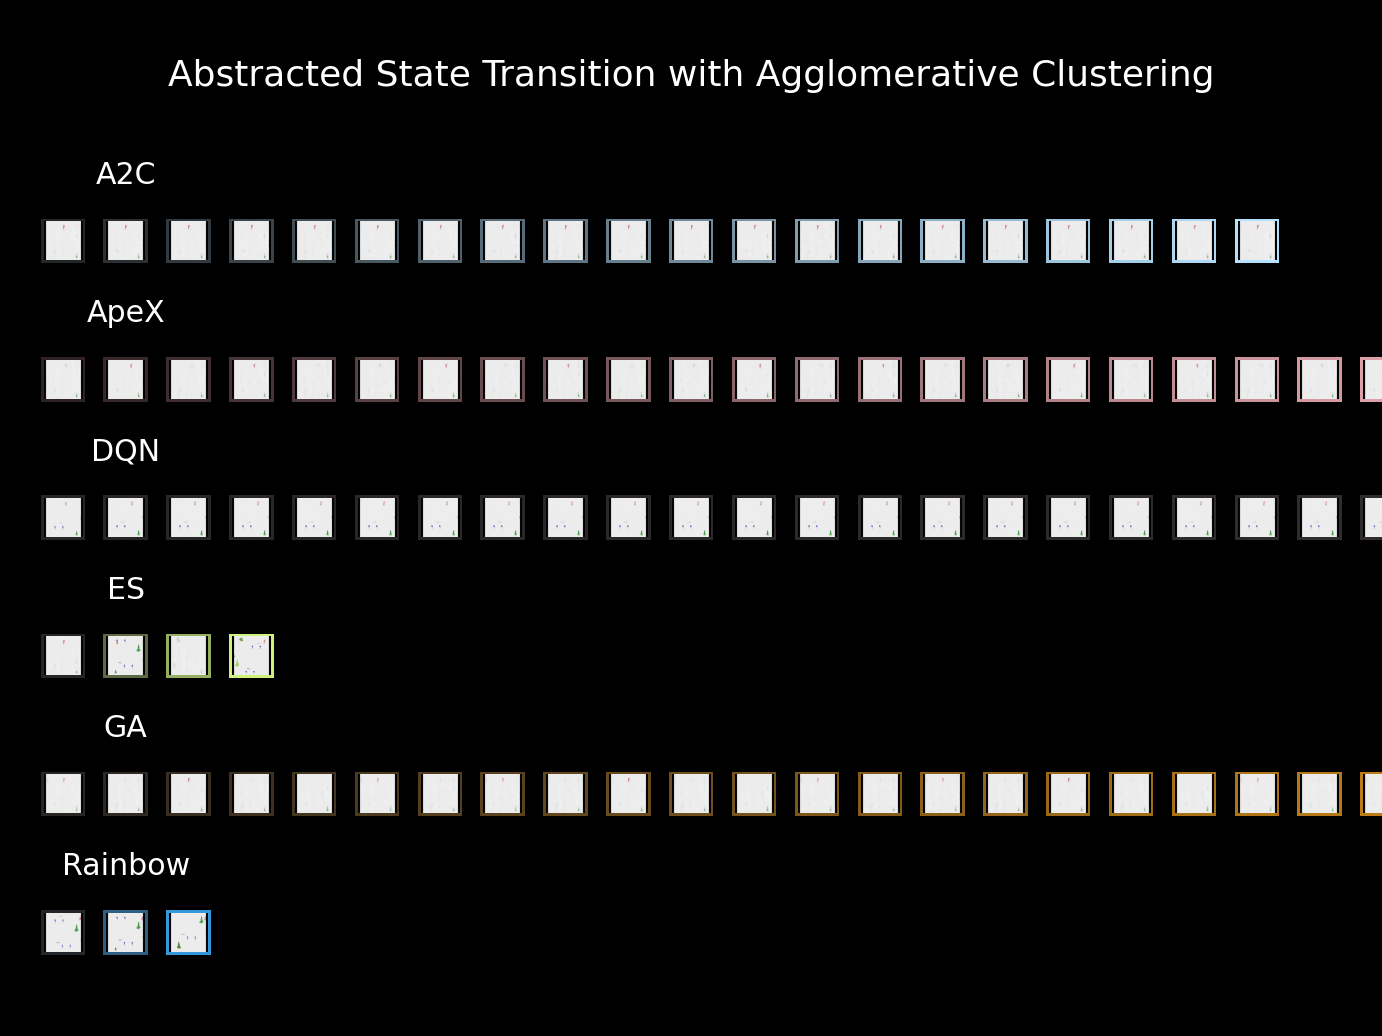 Abstracted State Transition with Agglomerative Clustering
A2C
ApeX
DQN
ES
GA
Rainbow